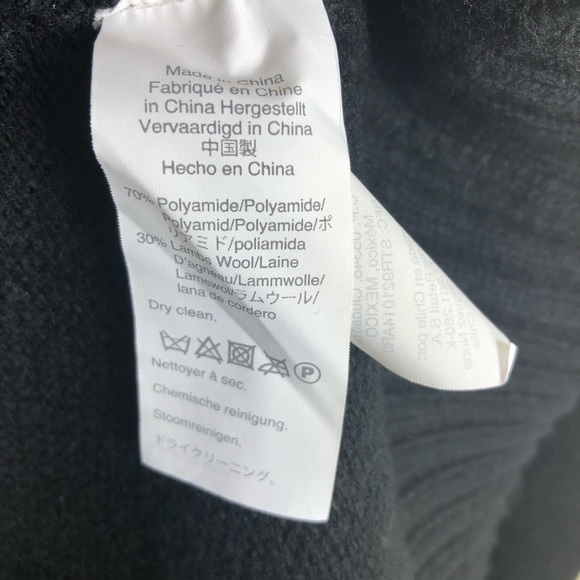 Made in China
Fabriqué en Chine
in China Hergestellt
Vervaardigd in China
中国製
Hecho en China
70% Polyamide/Polyamide/
Polyamid/Polyamide/ポ
リアミド/poliamida
30% Lambs Wool/Laine
D'agneau/Lammwolle/
Lamswol/ラムウール/
lana de cordero
Dry clean.
P
Nettoyer à sec.
Chemische reinigung.
Stoomreinigen.
ドライクリーニング。
Mexico, MEXICO